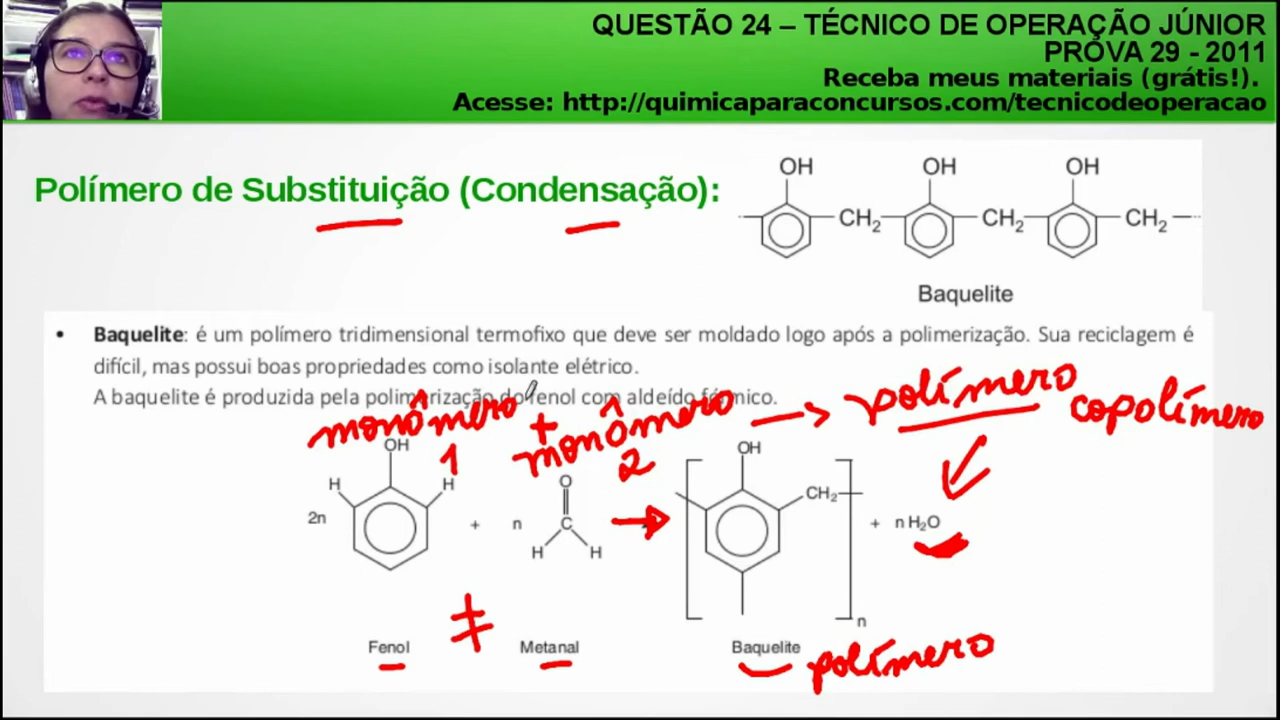 QUESTÃO 24 – TÉCNICO DE OPERAÇÃO JÚNIOR
PROVA 29 - 2011
Receba meus materiais (grátis!).
Acesse: http://quimicaparaconcursos.com/tecnicodeoperacao
Polímero de Substituição (Condensação):
OH OH OH
CH2 CH2 CH2
Baquelite
• Baquelite: é um polímero tridimensional termofixo que deve ser moldado logo após a polimerização. Sua reciclagem é
difícil, mas possui boas propriedades como isolante elétrico.
A baquelite é produzida pela polimerização do fenol com aldeído fórmico.
monômero + monômero → polímero copolímero
1 2
OH OH
H H O CH2
2n + n C → + n H2O
H H
n
≠
Fenol Metanal Baquelite polímero